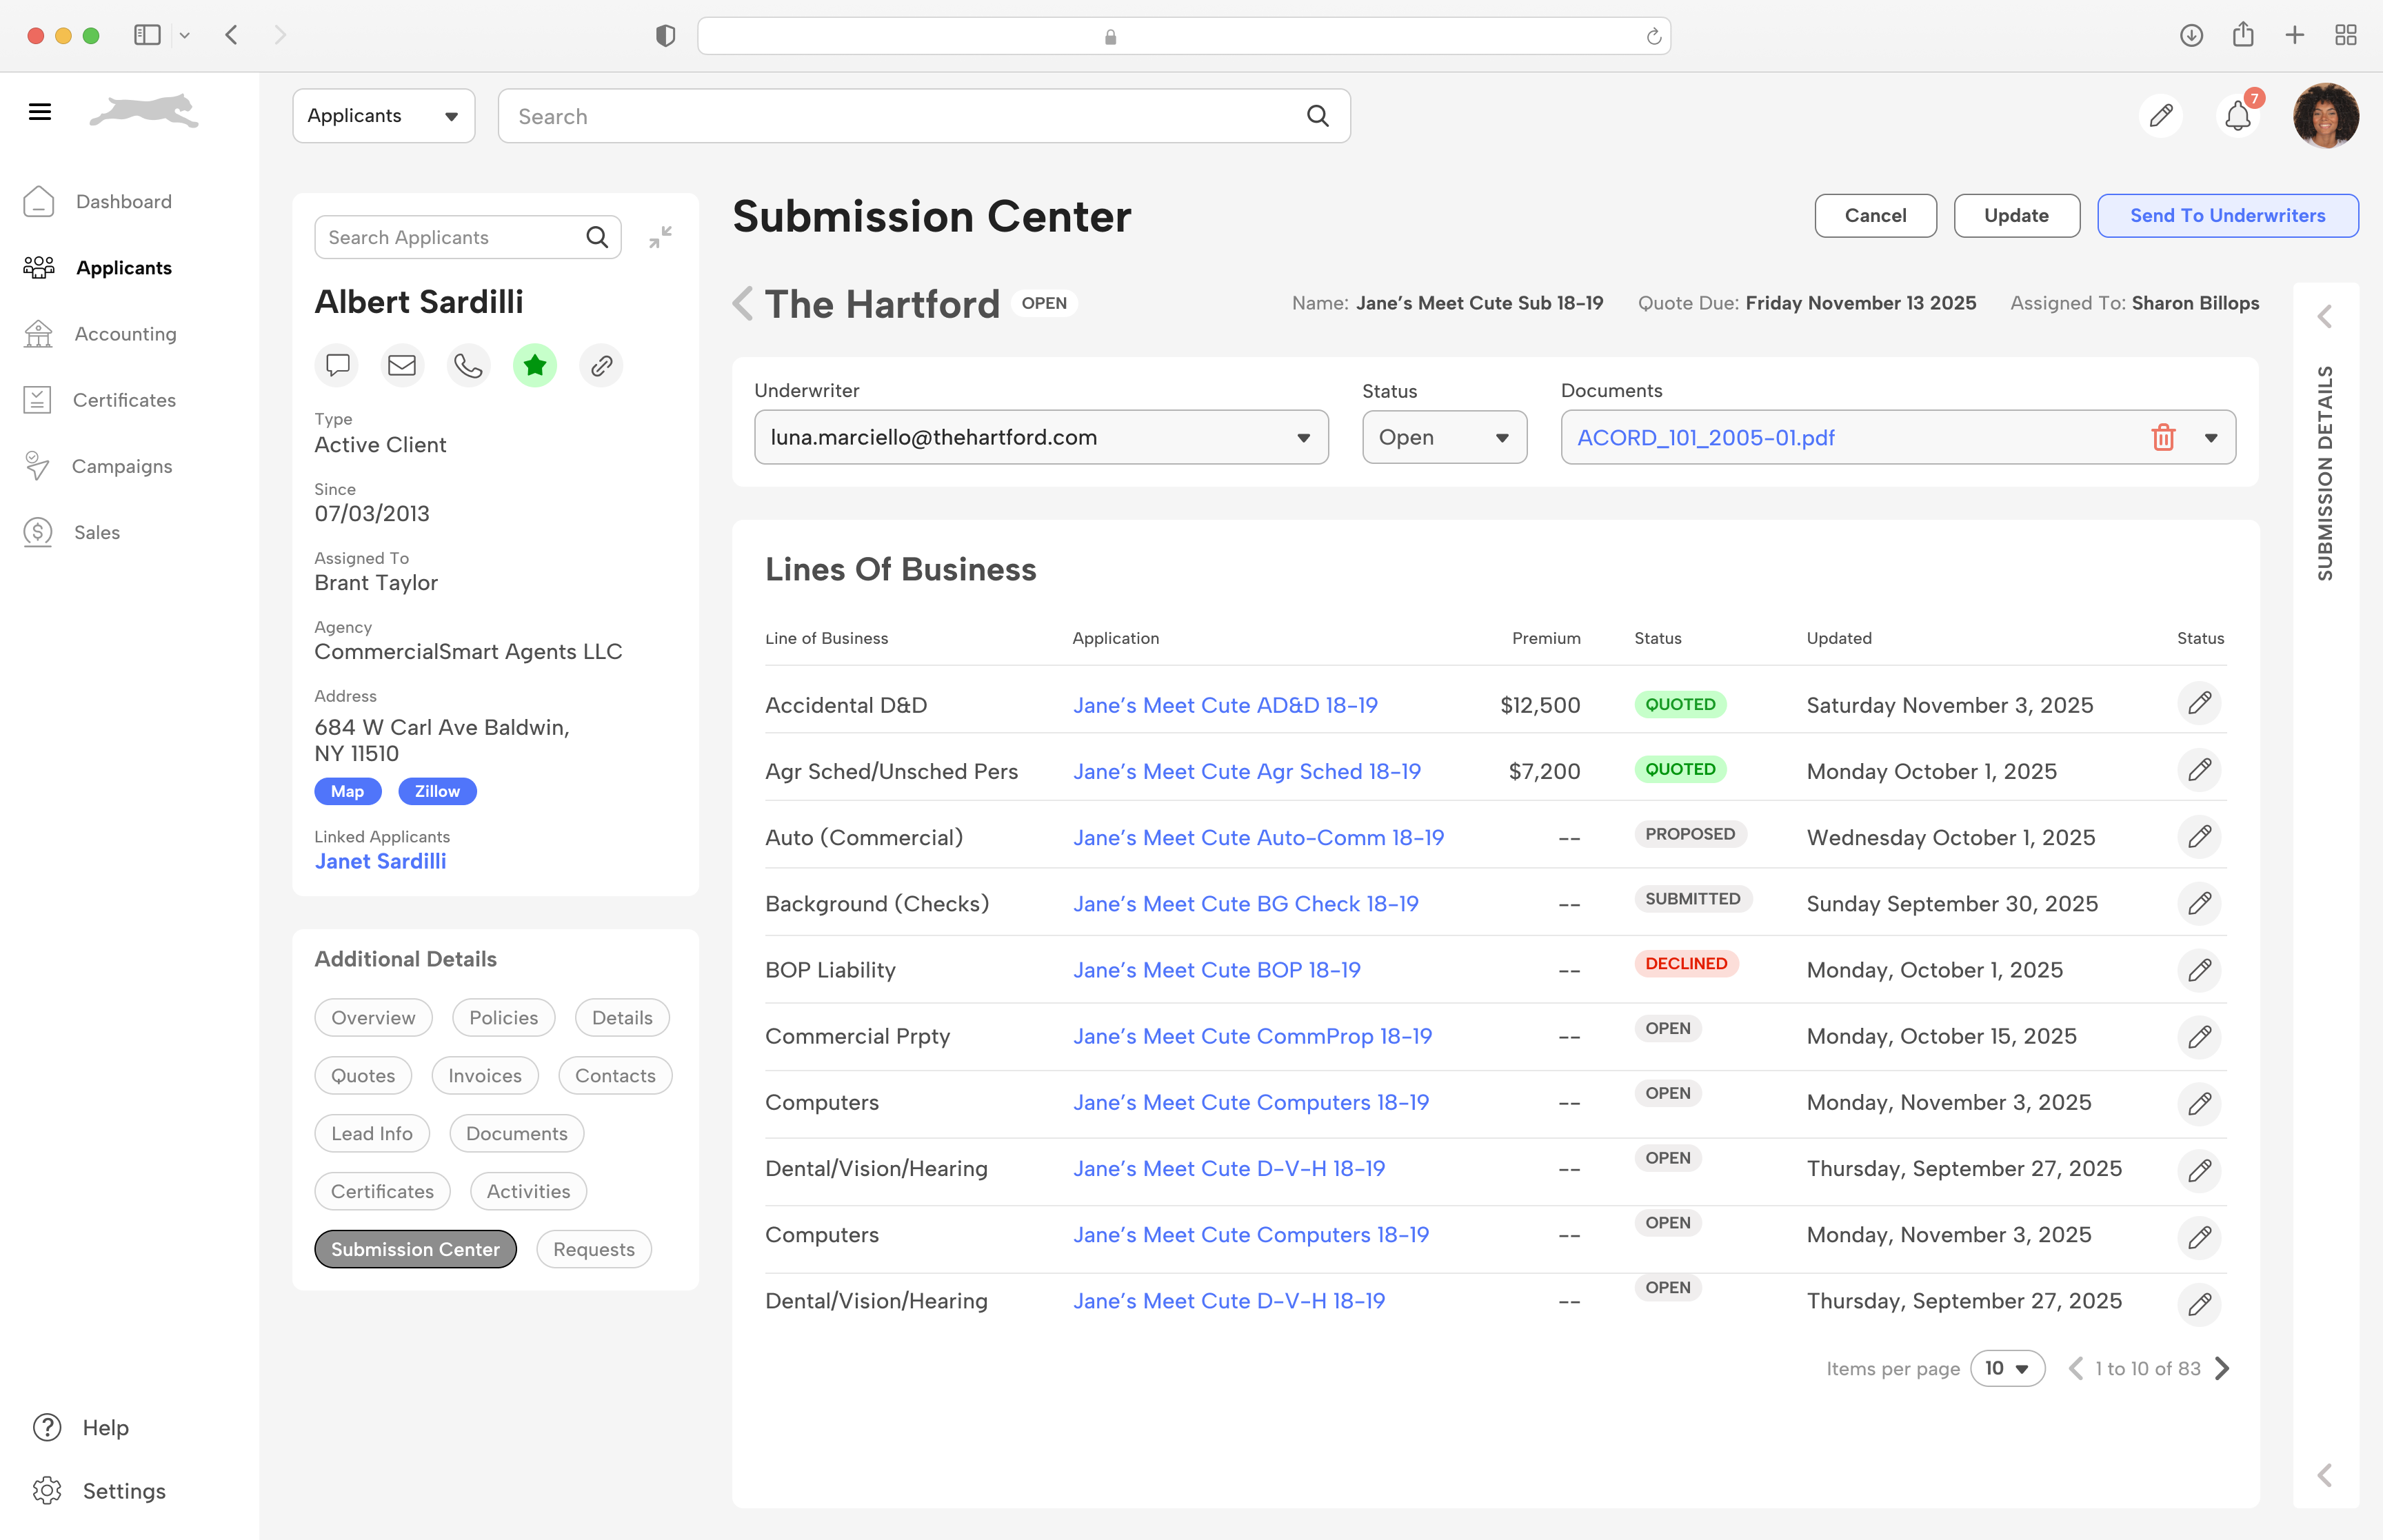 Applicants
Search
7
Dashboard
Applicants
Accounting
Certificates
Campaigns
Sales
Help
Settings
Search Applicants
Albert Sardilli
Type
Active Client
Since
07/03/2013
Assigned To
Brant Taylor
Agency
CommercialSmart Agents LLC
Address
684 W Carl Ave Baldwin,
NY 11510
Map Zillow
Linked Applicants
Janet Sardilli
Additional Details
Overview Policies Details
Quotes Invoices Contacts
Lead Info Documents
Certificates Activities
Submission Center Requests
Submission Center
Cancel Update Send To Underwriters
The Hartford OPEN Name: Jane’s Meet Cute Sub 18-19 Quote Due: Friday November 13 2025 Assigned To: Sharon Billops
Underwriter Status Documents
luna.marciello@thehartford.com Open ACORD_101_2005-01.pdf
Lines Of Business
Line of Business Application Premium Status Updated Status
Accidental D&D Jane’s Meet Cute AD&D 18-19 $12,500 QUOTED Saturday November 3, 2025
Agr Sched/Unsched Pers Jane’s Meet Cute Agr Sched 18-19 $7,200 QUOTED Monday October 1, 2025
Auto (Commercial) Jane’s Meet Cute Auto-Comm 18-19 -- PROPOSED Wednesday October 1, 2025
Background (Checks) Jane’s Meet Cute BG Check 18-19 -- SUBMITTED Sunday September 30, 2025
BOP Liability Jane’s Meet Cute BOP 18-19 -- DECLINED Monday, October 1, 2025
Commercial Prpty Jane’s Meet Cute CommProp 18-19 -- OPEN Monday, October 15, 2025
Computers Jane’s Meet Cute Computers 18-19 -- OPEN Monday, November 3, 2025
Dental/Vision/Hearing Jane’s Meet Cute D-V-H 18-19 -- OPEN Thursday, September 27, 2025
Computers Jane’s Meet Cute Computers 18-19 -- OPEN Monday, November 3, 2025
Dental/Vision/Hearing Jane’s Meet Cute D-V-H 18-19 -- OPEN Thursday, September 27, 2025
Items per page 10 1 to 10 of 83
SUBMISSION DETAILS